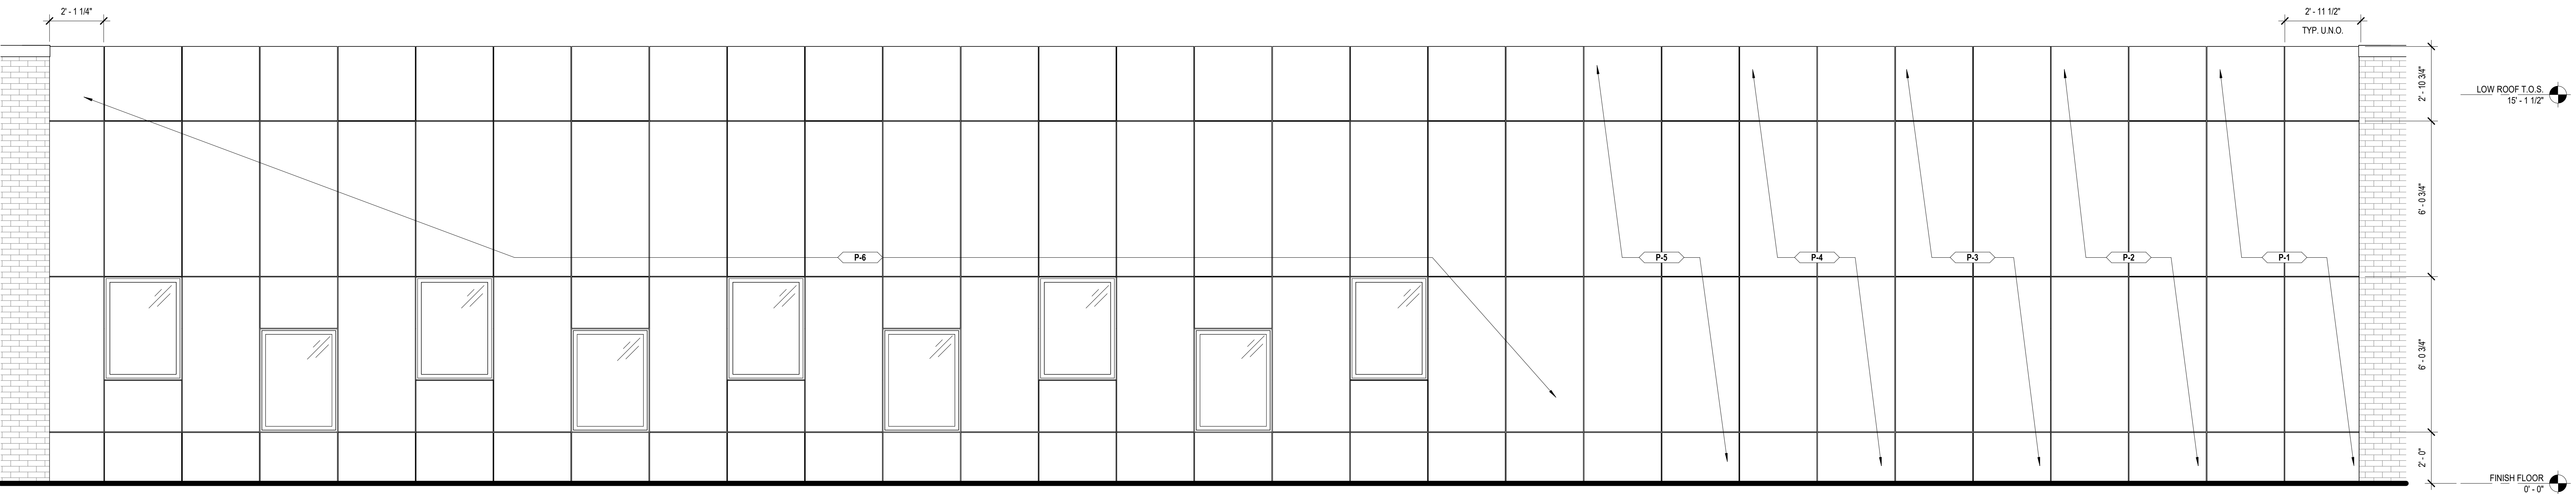 2' - 1 1/4"
2' - 11 1/2"
TYP. U.N.O.
2' - 10 3/4"
LOW ROOF T.O.S.
15' - 1 1/2"
6' - 0 3/4"
P-6
P-5
P-4
P-3
P-2
P-1
6' - 0 3/4"
2' - 0"
FINISH FLOOR
0' - 0"